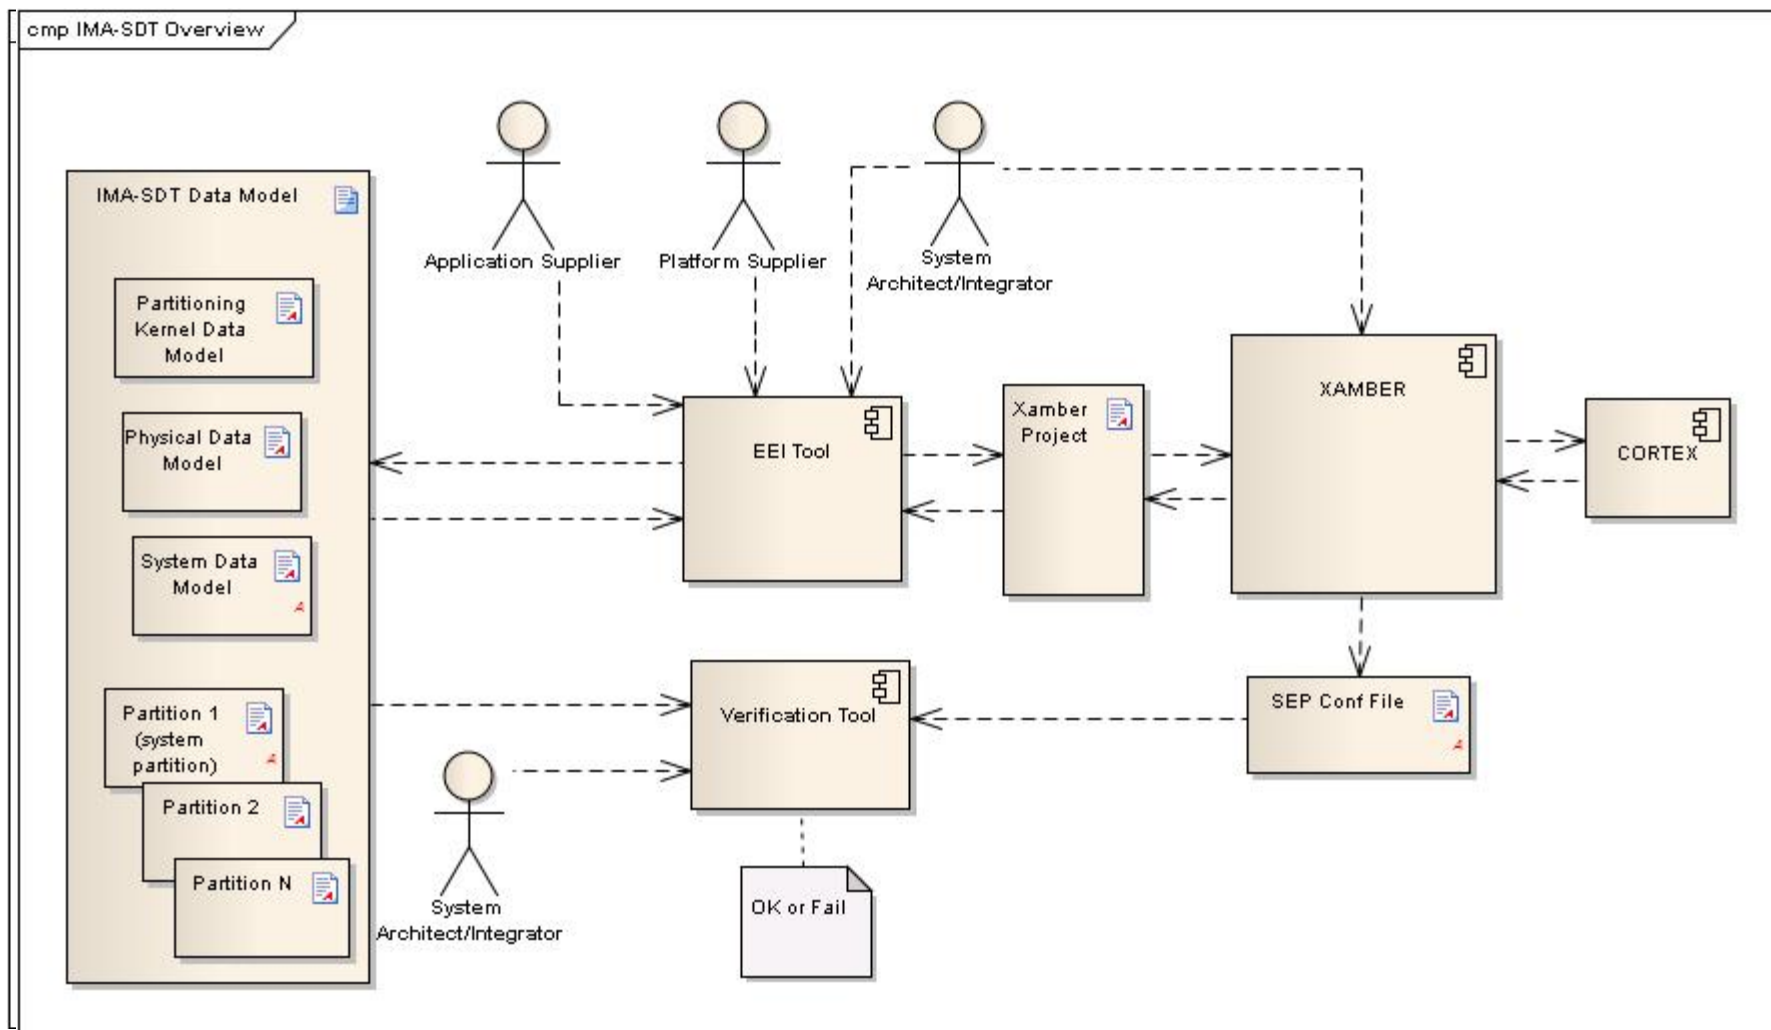 cmp IMA-SDT Overview
Application Supplier
Platform Supplier
System
Architect/Integrator
IMA-SDT Data Model
Partitioning
Kernel Data
Model
Physical Data
Model
System Data
Model
A
Partition 1
(system
partition)
A
Partition 2
Partition N
EEI Tool
Xamber
Project
XAMBER
CORTEX
Verification Tool
SEP Conf File
A
System
Architect/Integrator
OK or Fail